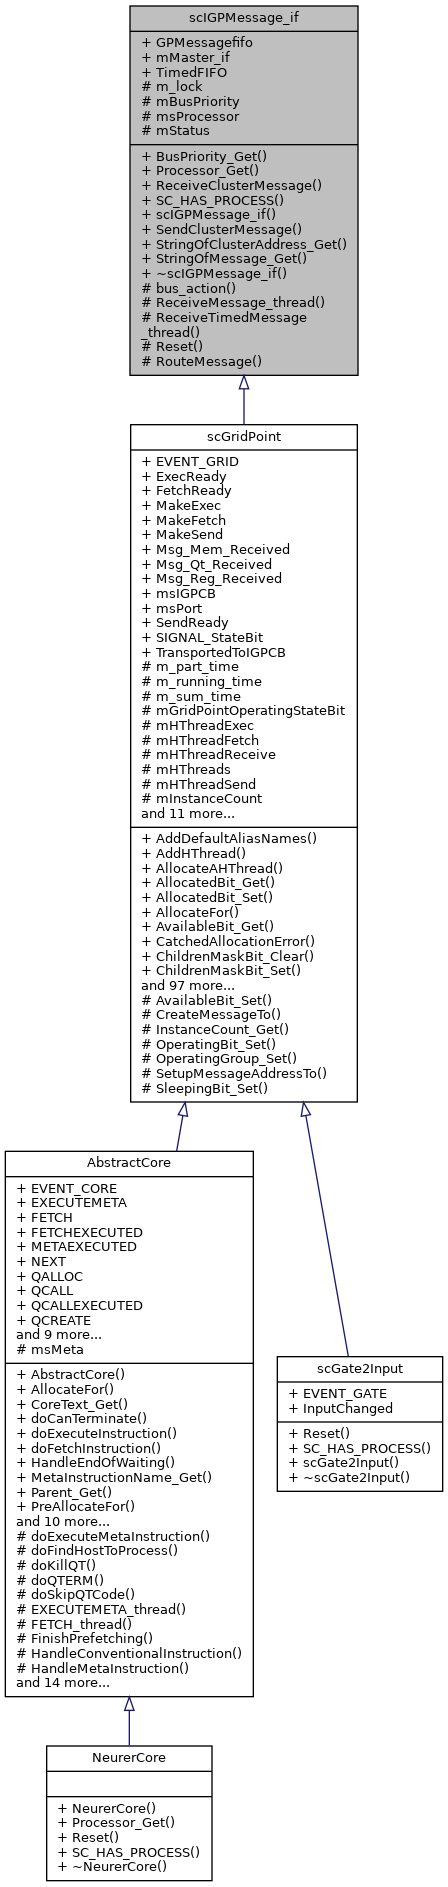 scIGPMessage_if
+ GPMessagefifo
+ mMaster_if
+ TimedFIFO
# m_lock
# mBusPriority
# msProcessor
# mStatus
+ BusPriority_Get()
+ Processor_Get()
+ ReceiveClusterMessage()
+ SC_HAS_PROCESS()
+ scIGPMessage_if()
+ SendClusterMessage()
+ StringOfClusterAddress_Get()
+ StringOfMessage_Get()
+ ~scIGPMessage_if()
# bus_action()
# ReceiveMessage_thread()
# ReceiveTimedMessage
_thread()
# Reset()
# RouteMessage()
scGridPoint
+ EVENT_GRID
+ ExecReady
+ FetchReady
+ MakeExec
+ MakeFetch
+ MakeSend
+ Msg_Mem_Received
+ Msg_Qt_Received
+ Msg_Reg_Received
+ msIGPCB
+ msPort
+ SendReady
+ SIGNAL_StateBit
+ TransportedToIGPCB
# m_part_time
# m_running_time
# m_sum_time
# mGridPointOperatingStateBit
# mHThreadExec
# mHThreadFetch
# mHThreadReceive
# mHThreads
# mHThreadSend
# mInstanceCount
and 11 more...
+ AddDefaultAliasNames()
+ AddHThread()
+ AllocateAHThread()
+ AllocatedBit_Get()
+ AllocatedBit_Set()
+ AllocateFor()
+ AvailableBit_Get()
+ CatchedAllocationError()
+ ChildrenMaskBit_Clear()
+ ChildrenMaskBit_Set()
and 97 more...
# AvailableBit_Set()
# CreateMessageTo()
# InstanceCount_Get()
# OperatingBit_Set()
# OperatingGroup_Set()
# SetupMessageAddressTo()
# SleepingBit_Set()
AbstractCore
+ EVENT_CORE
+ EXECUTEMETA
+ FETCH
+ FETCHEXECUTED
+ METAEXECUTED
+ NEXT
+ QALLOC
+ QCALL
+ QCALLEXECUTED
+ QCREATE
and 9 more...
# msMeta
+ AbstractCore()
+ AllocateFor()
+ CoreText_Get()
+ doCanTerminate()
+ doExecuteInstruction()
+ doFetchInstruction()
+ HandleEndOfWaiting()
+ MetaInstructionName_Get()
+ Parent_Get()
+ PreAllocateFor()
and 10 more...
# doExecuteMetaInstruction()
# doFindHostToProcess()
# doKillQT()
# doQTERM()
# doSkipQTCode()
# EXECUTEMETA_thread()
# FETCH_thread()
# FinishPrefetching()
# HandleConventionalInstruction()
# HandleMetaInstruction()
and 14 more...
scGate2Input
+ EVENT_GATE
+ InputChanged
+ Reset()
+ SC_HAS_PROCESS()
+ scGate2Input()
+ ~scGate2Input()
NeurerCore
+ NeurerCore()
+ Processor_Get()
+ Reset()
+ SC_HAS_PROCESS()
+ ~NeurerCore()